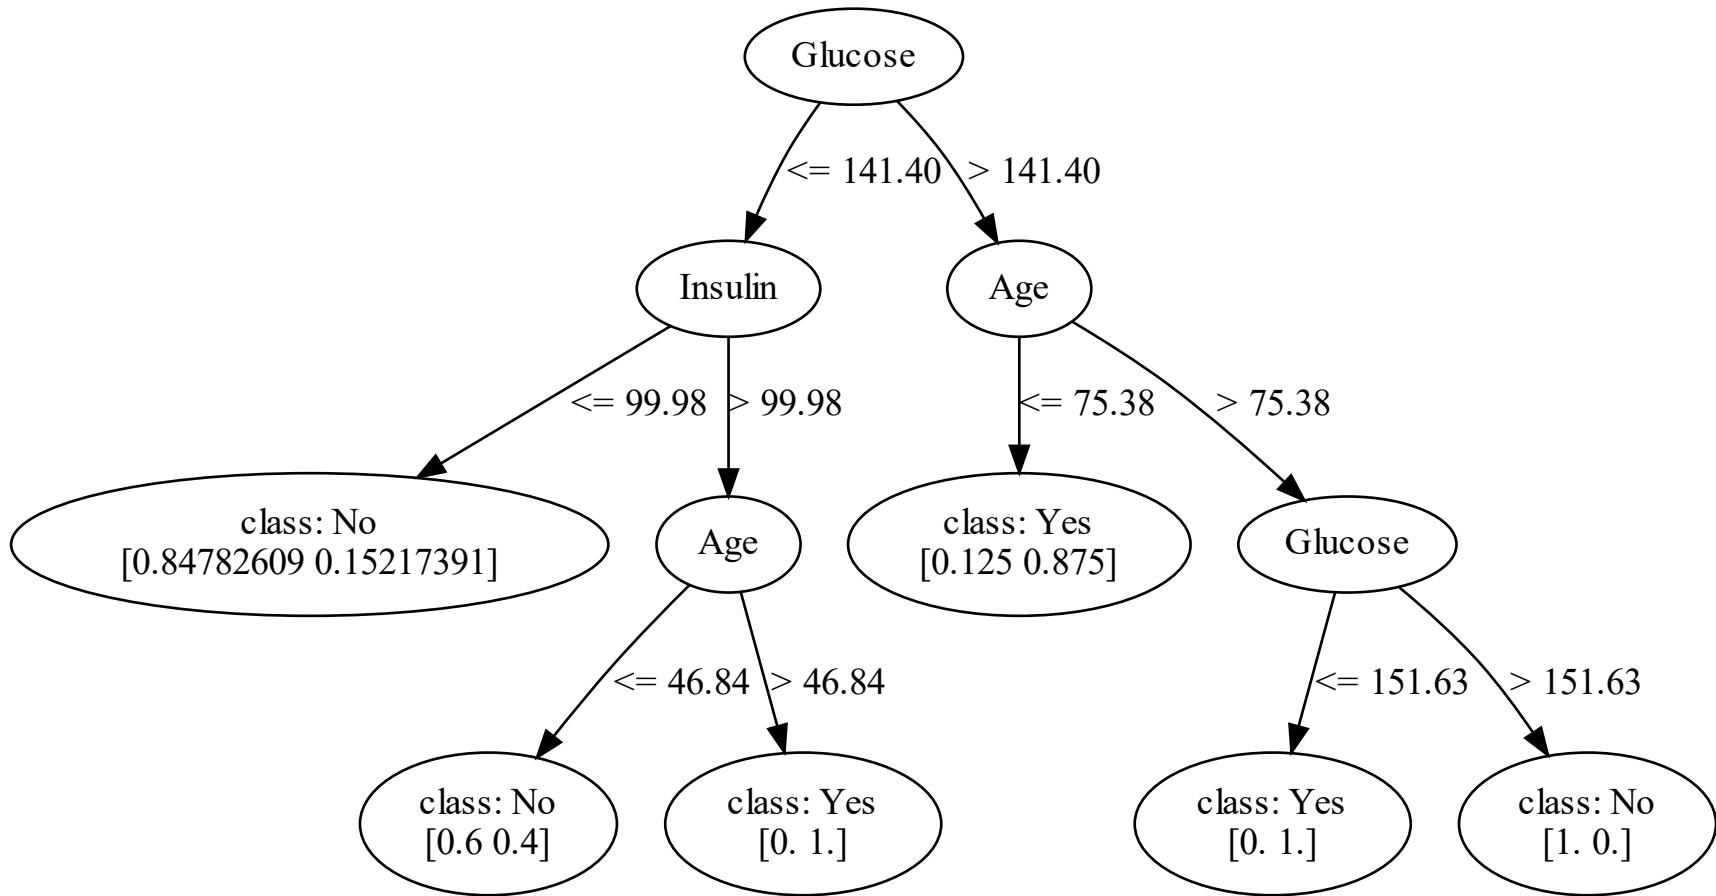 Glucose
<= 141.40
> 141.40
Insulin
Age
<= 99.98
> 99.98
<= 75.38
> 75.38
class: No
[0.84782609 0.15217391]
Age
class: Yes
[0.125 0.875]
Glucose
<= 46.84
> 46.84
<= 151.63
> 151.63
class: No
[0.6 0.4]
class: Yes
[0. 1.]
class: Yes
[0. 1.]
class: No
[1. 0.]